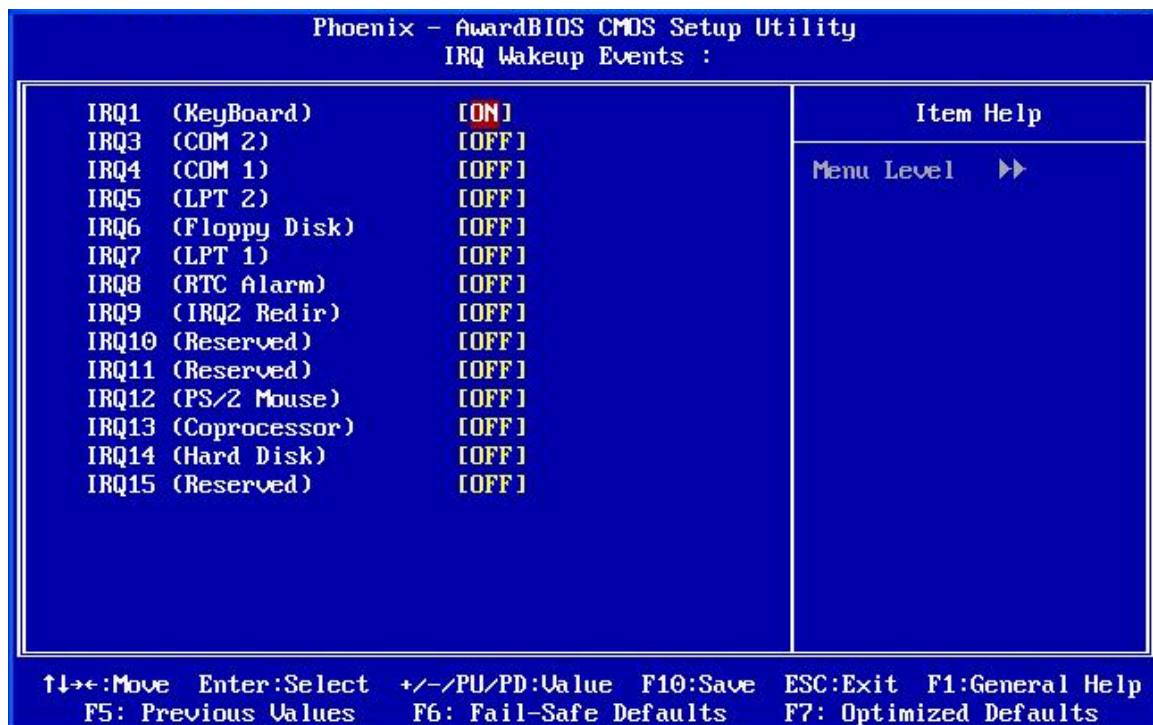 Phoenix - AwardBIOS CMOS Setup Utility
IRQ Wakeup Events :
IRQ1 (KeyBoard) [ON]
IRQ3 (COM 2) [OFF]
IRQ4 (COM 1) [OFF]
IRQ5 (LPT 2) [OFF]
IRQ6 (Floppy Disk) [OFF]
IRQ7 (LPT 1) [OFF]
IRQ8 (RTC Alarm) [OFF]
IRQ9 (IRQ2 Redir) [OFF]
IRQ10 (Reserved) [OFF]
IRQ11 (Reserved) [OFF]
IRQ12 (PS/2 Mouse) [OFF]
IRQ13 (Coprocessor) [OFF]
IRQ14 (Hard Disk) [OFF]
IRQ15 (Reserved) [OFF]
Item Help
Menu Level ▶▶
↑↓→←:Move Enter:Select +/-/PU/PD:Value F10:Save ESC:Exit F1:General Help
F5: Previous Values F6: Fail-Safe Defaults F7: Optimized Defaults